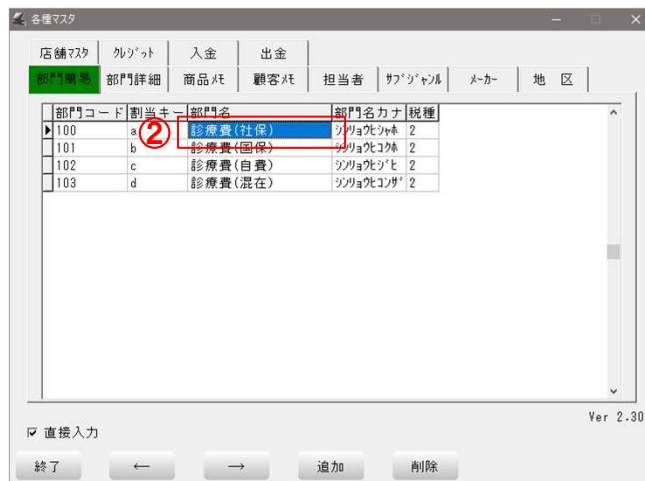 各種マスタ
店舗マスタ クレジット 入金 出金
部門簡易 部門詳細 商品メモ 顧客メモ 担当者 サブジャンル メーカー 地 区
部門コード 割当キー 部門名 部門名カナ 税種
100 a 診療費(社保) シンリョウヒシャホ 2
②
101 b 診療費(国保) シンリョウヒコクホ 2
102 c 診療費(自費) シンリョウヒジヒ 2
103 d 診療費(混在) シンリョウヒコンザ 2
Ver 2.30
直接入力
終了 ← → 追加 削除